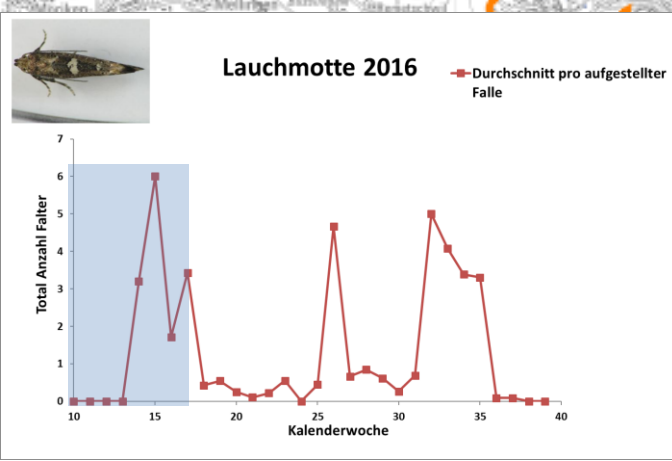 Lauchmotte 2016
Durchschnitt pro aufgestellter
Falle
Total Anzahl Falter
7
6
5
4
3
2
1
0
10 15 20 25 30 35 40
Kalenderwoche